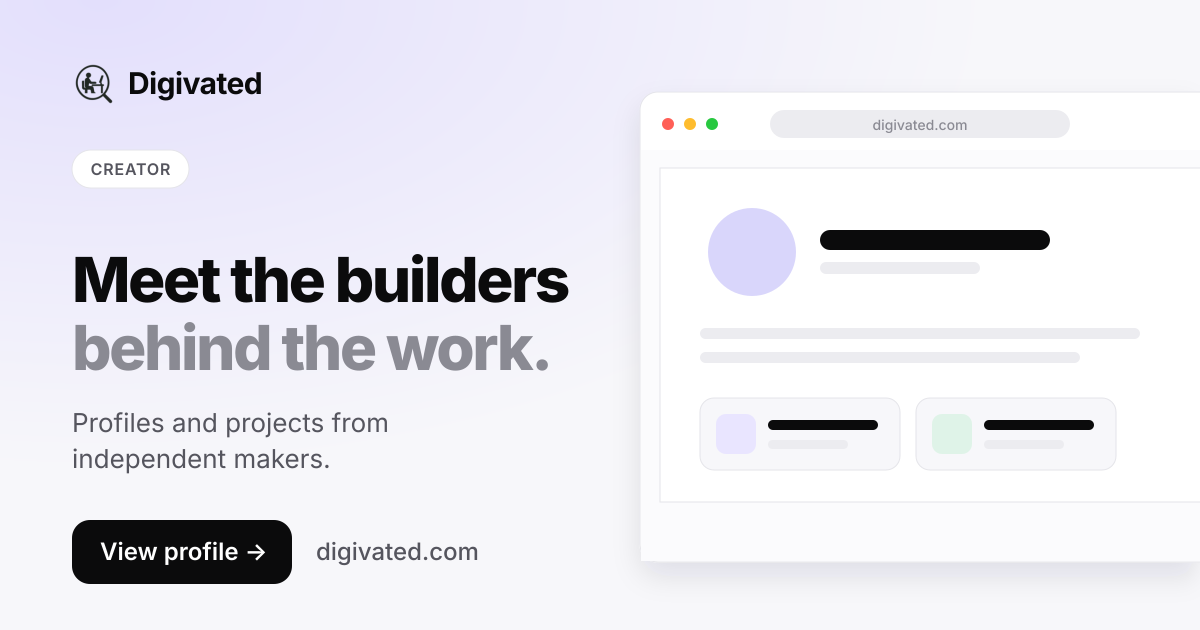 Digivated
CREATOR
Meet the builders
behind the work.
Profiles and projects from
independent makers.
View profile →
digivated.com
digivated.com